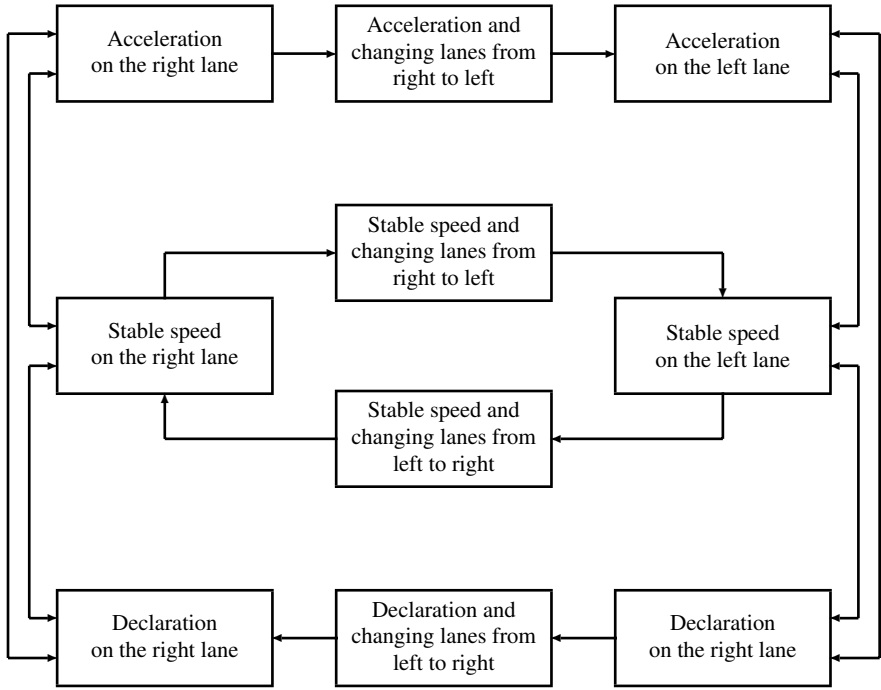 Acceleration
on the right lane
Acceleration and
changing lanes from
right to left
Acceleration
on the left lane
Stable speed and
changing lanes from
right to left
Stable speed
on the right lane
Stable speed
on the left lane
Stable speed and
changing lanes from
left to right
Declaration
on the right lane
Declaration and
changing lanes from
left to right
Declaration
on the right lane